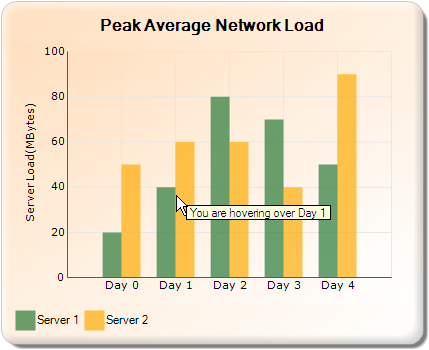 Peak Average Network Load
Server Load(MBytes)
100
80
60
40
20
0
You are hovering over Day 1
Day 0 Day 1 Day 2 Day 3 Day 4
Server 1 Server 2